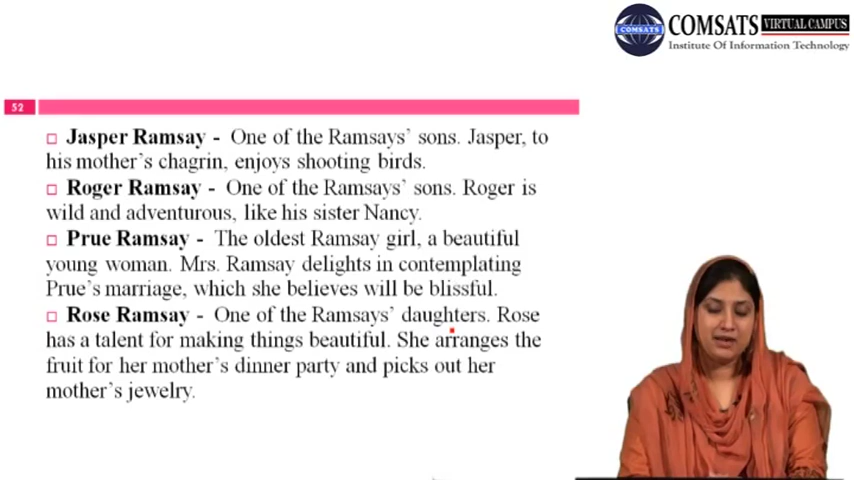 COMSATS
COMSATS VIRTUAL CAMPUS
Institute Of Information Technology
52
Jasper Ramsay - One of the Ramsays' sons. Jasper, to
his mother's chagrin, enjoys shooting birds.
Roger Ramsay - One of the Ramsays' sons. Roger is
wild and adventurous, like his sister Nancy.
Prue Ramsay - The oldest Ramsay girl, a beautiful
young woman. Mrs. Ramsay delights in contemplating
Prue's marriage, which she believes will be blissful.
Rose Ramsay - One of the Ramsays' daughters. Rose
has a talent for making things beautiful. She arranges the
fruit for her mother's dinner party and picks out her
mother's jewelry.